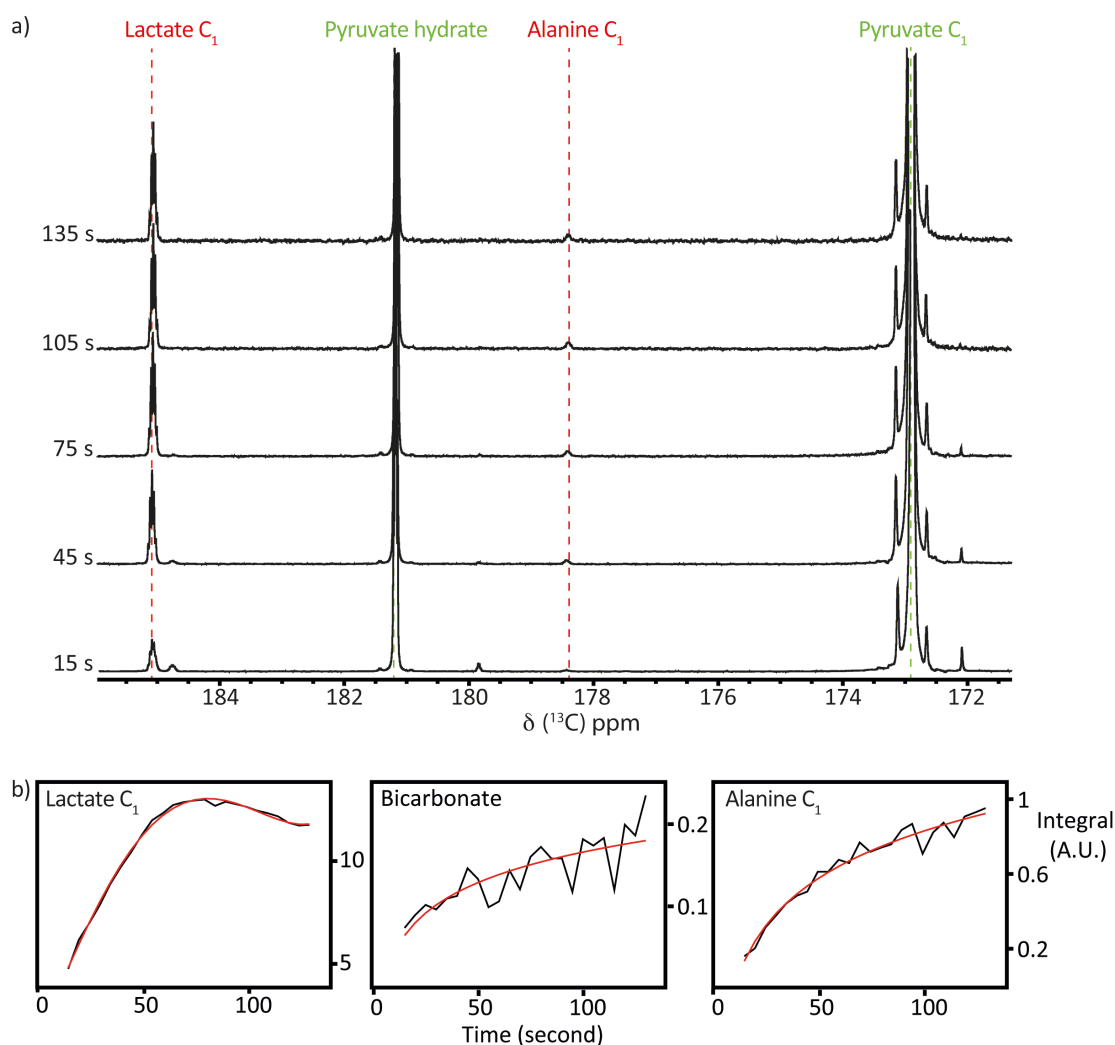 a)
Lactate C1 Pyruvate hydrate Alanine C1 Pyruvate C1
135 s
105 s
75 s
45 s
15 s
184 182 180 178 176 174 172
δ (¹³C) ppm
b)
Lactate C1
10
5
0 50 100
Bicarbonate
0.2
0.1
0 50 100
Time (second)
Alanine C1
1
0.6
0.2
0 50 100
Integral
(A.U.)